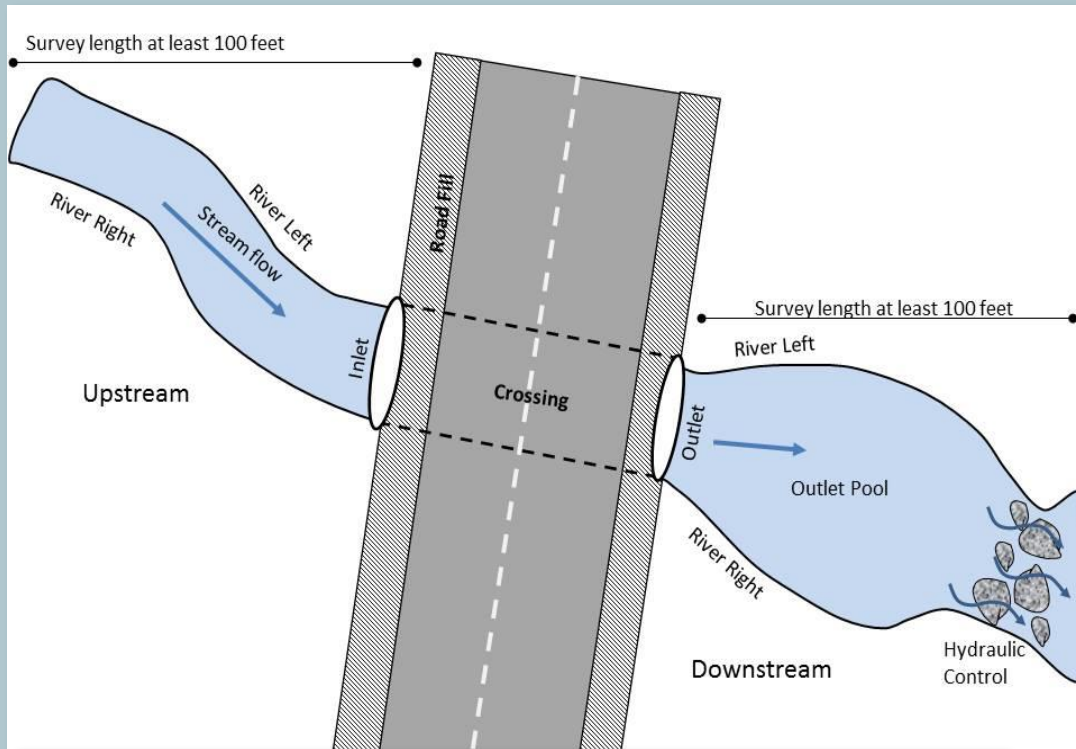 Survey length at least 100 feet
River Left
River Right
Stream flow
Road Fill
Inlet
Upstream
Crossing
Survey length at least 100 feet
River Left
Outlet
Outlet Pool
River Right
Downstream
Hydraulic
Control